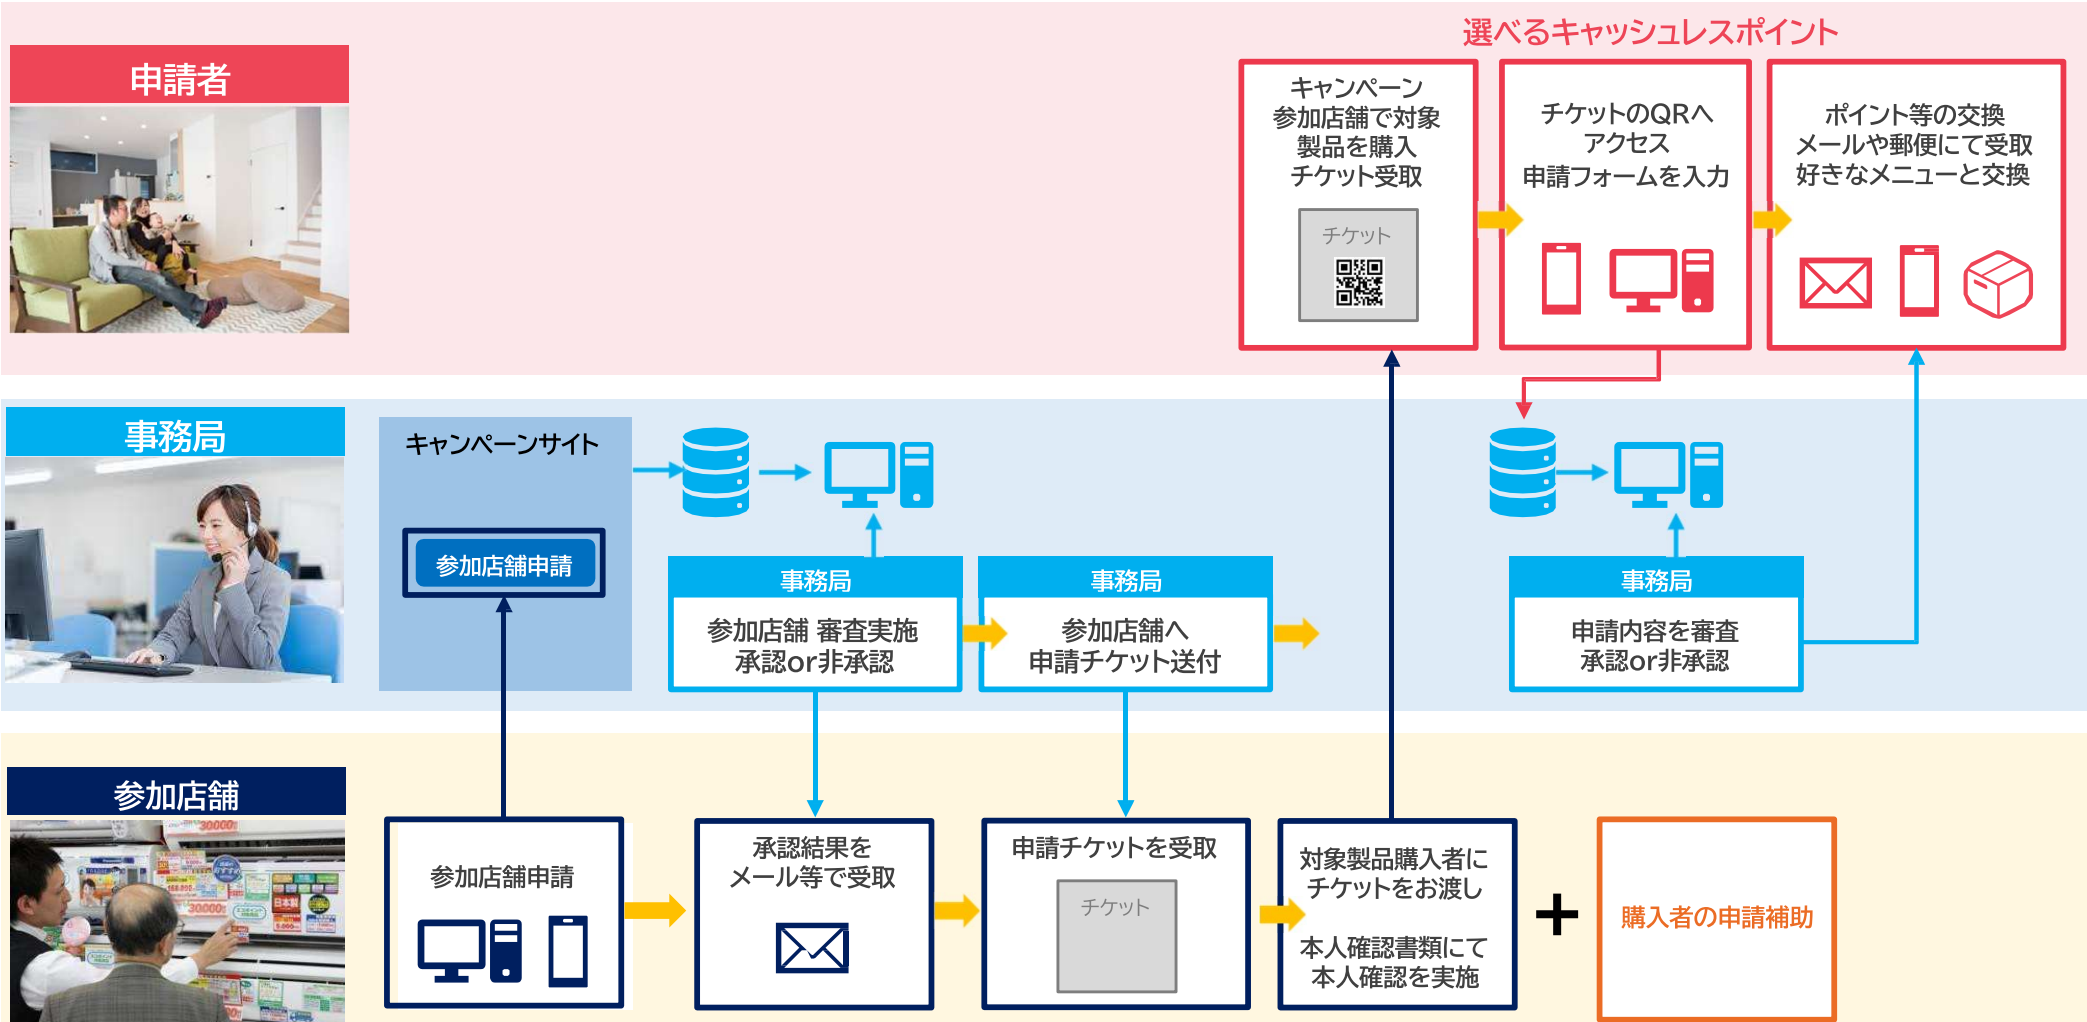 選べるキャッシュレスポイント
申請者
キャンペーン
参加店舗で対象
製品を購入
チケット受取
チケット
チケットのQRへ
アクセス
申請フォームを入力
ポイント等の交換
メールや郵便にて受取
好きなメニューと交換
事務局
キャンペーンサイト
参加店舗申請
事務局
参加店舗 審査実施
承認or非承認
事務局
参加店舗へ
申請チケット送付
事務局
申請内容を審査
承認or非承認
参加店舗
参加店舗申請
承認結果を
メール等で受取
申請チケットを受取
チケット
対象製品購入者に
チケットをお渡し
本人確認書類にて
本人確認を実施
+
購入者の申請補助
30,000
日本製
30,000